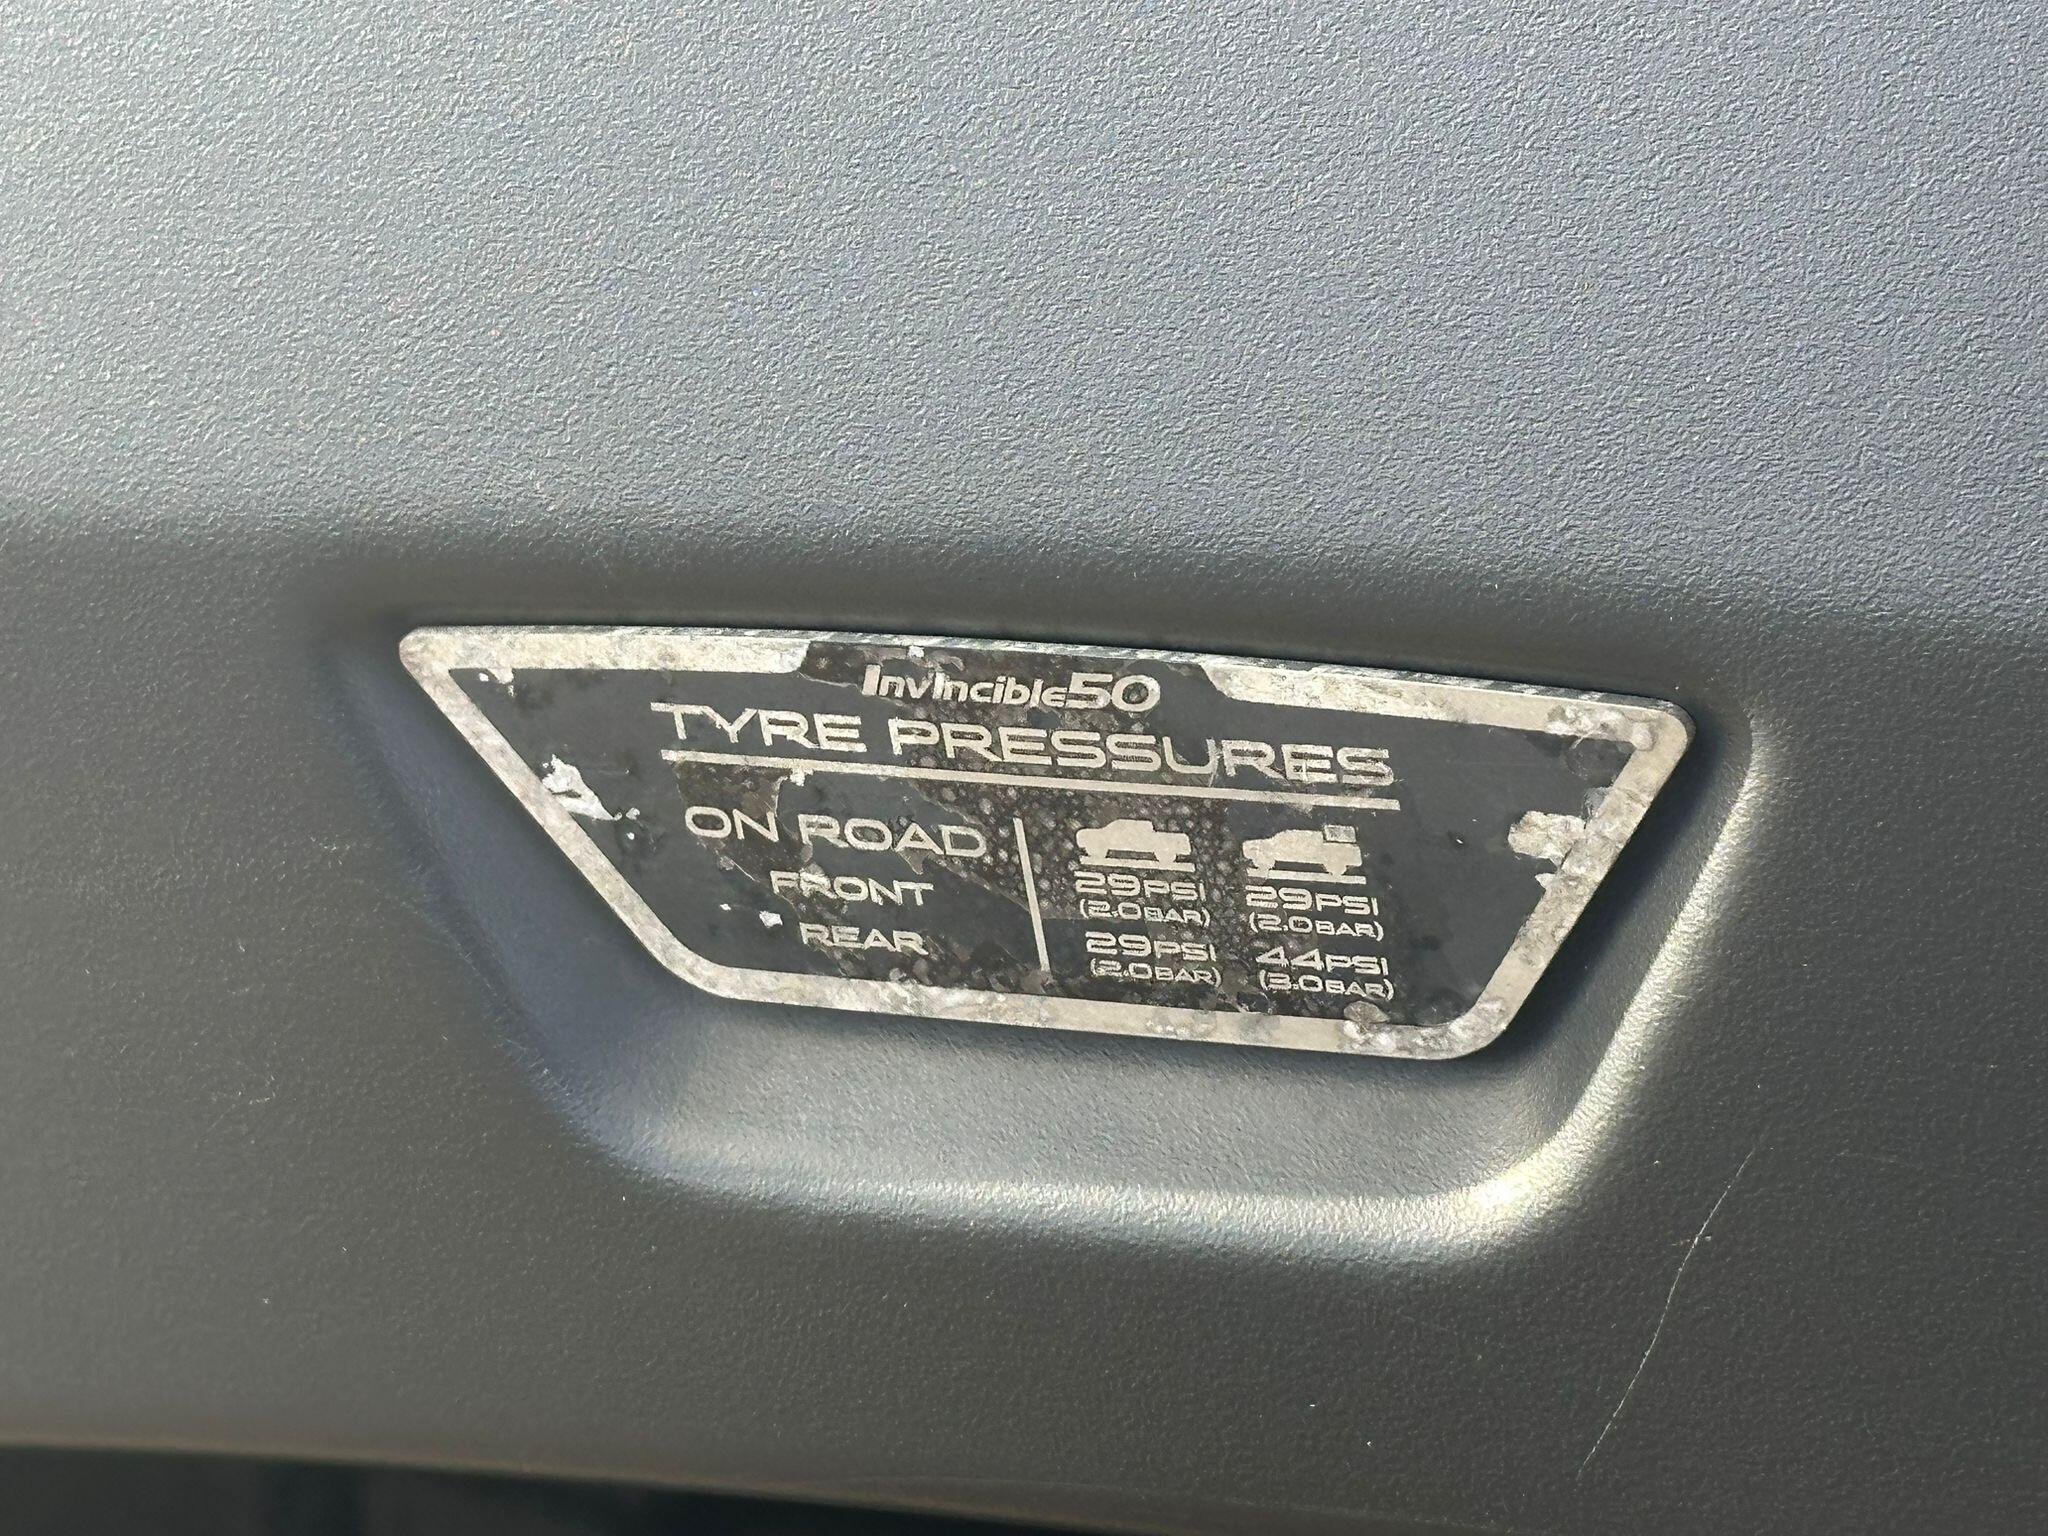 Invincible50
TYRE PRESSURES
ON ROAD
FRONT 29PSI 29PSI
(2.0BAR) (2.0BAR)
REAR 29PSI 44PSI
(2.0BAR) (3.0BAR)